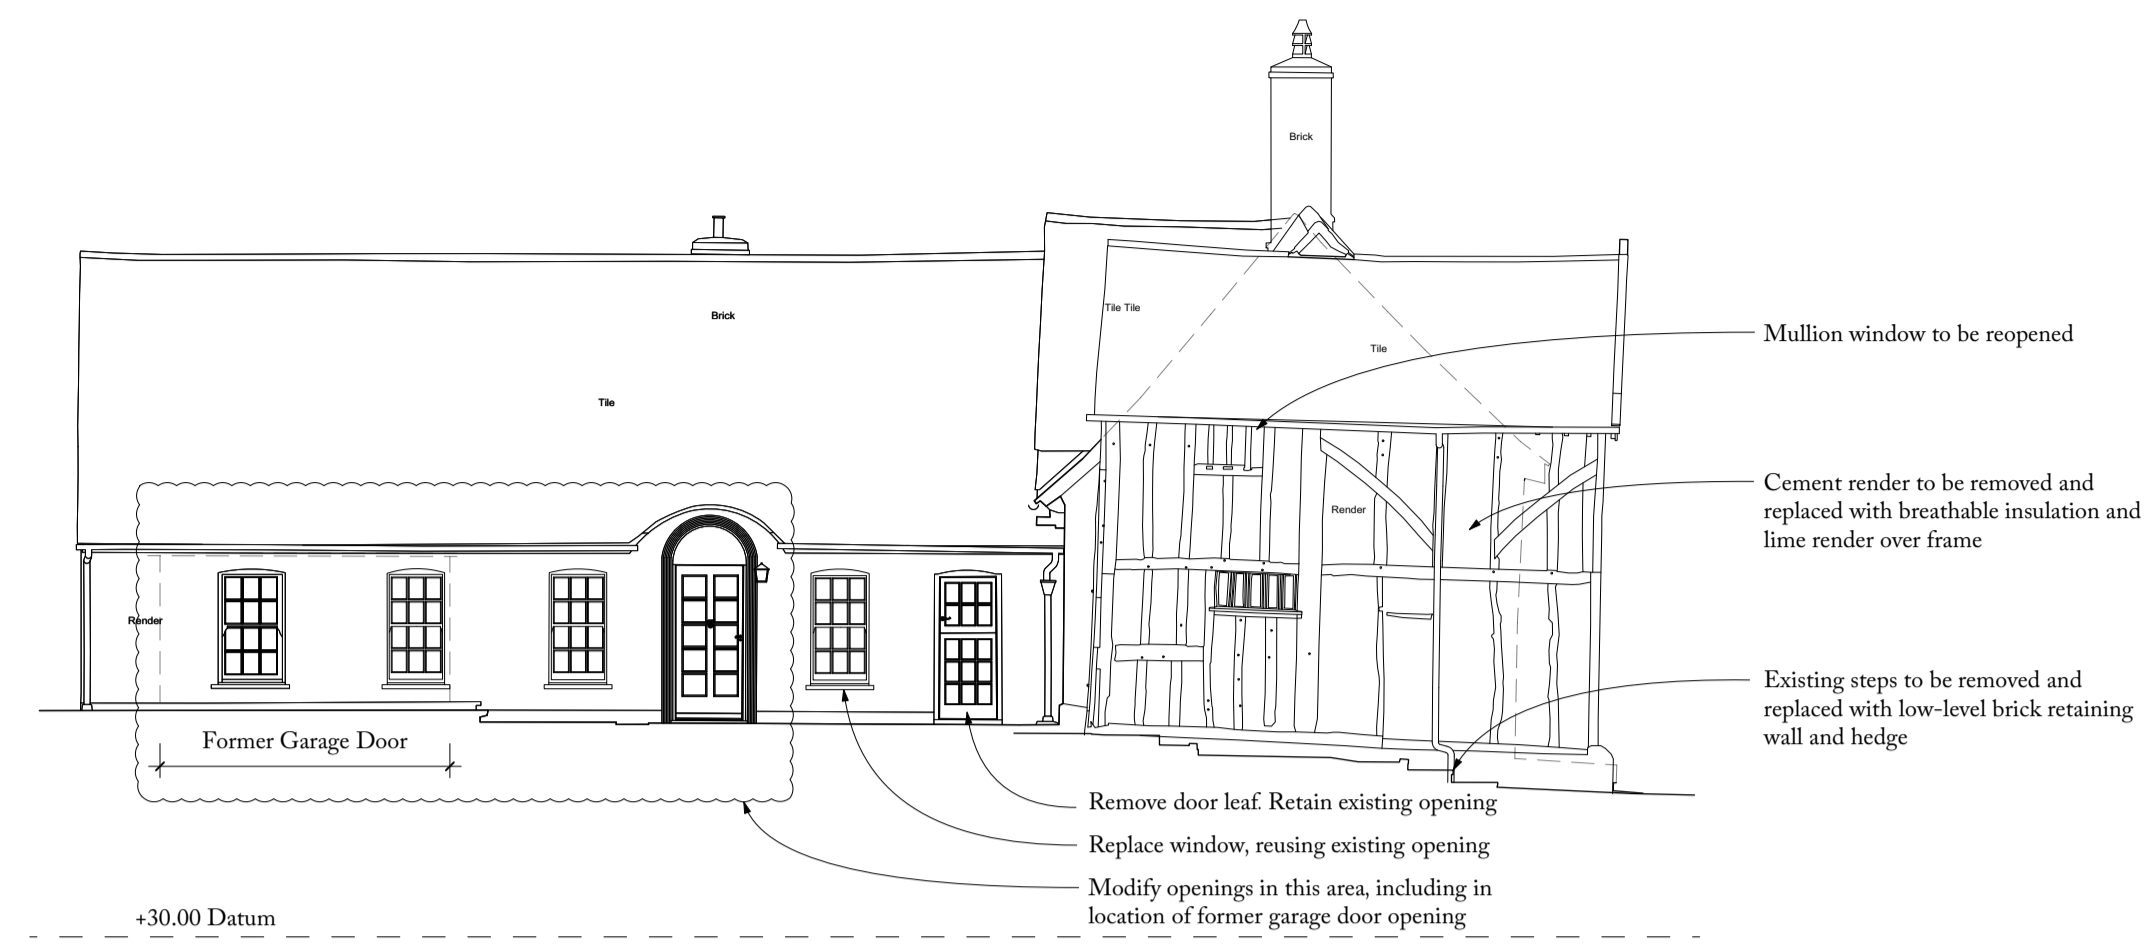 Brick
Brick
Tile Tile
Tile
Tile
Mullion window to be reopened
Cement render to be removed and
replaced with breathable insulation and
lime render over frame
Render
Render
Existing steps to be removed and
replaced with low-level brick retaining
wall and hedge
Former Garage Door
Remove door leaf. Retain existing opening
Replace window, reusing existing opening
Modify openings in this area, including in
location of former garage door opening
+30.00 Datum